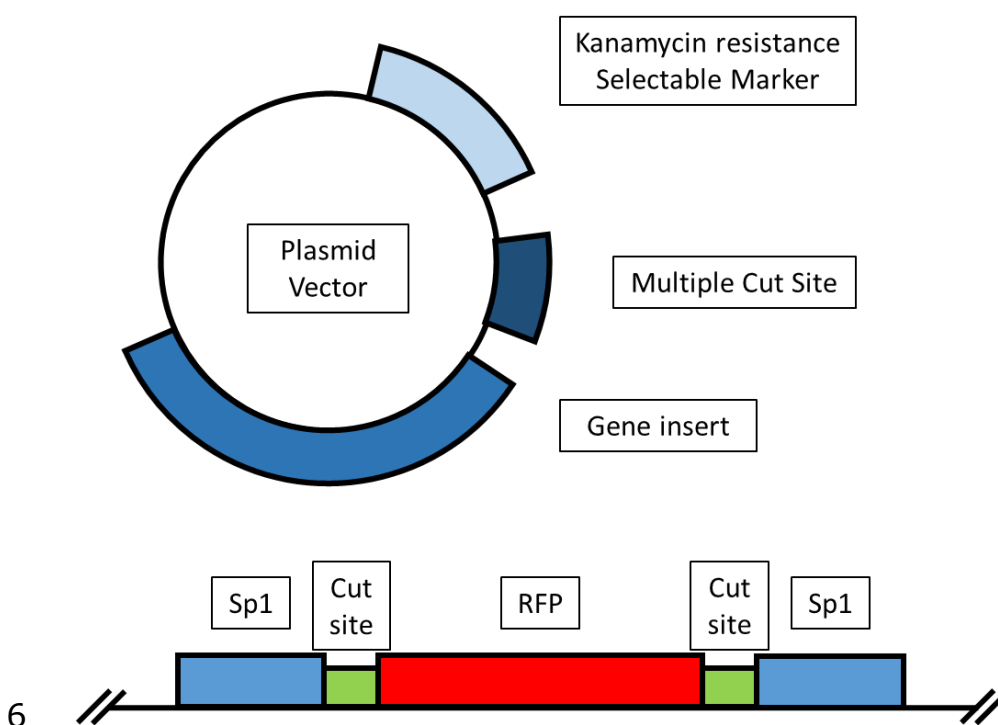 Kanamycin resistance
Selectable Marker
Plasmid
Vector
Multiple Cut Site
Gene insert
Sp1
Cut
site
RFP
Cut
site
Sp1
6